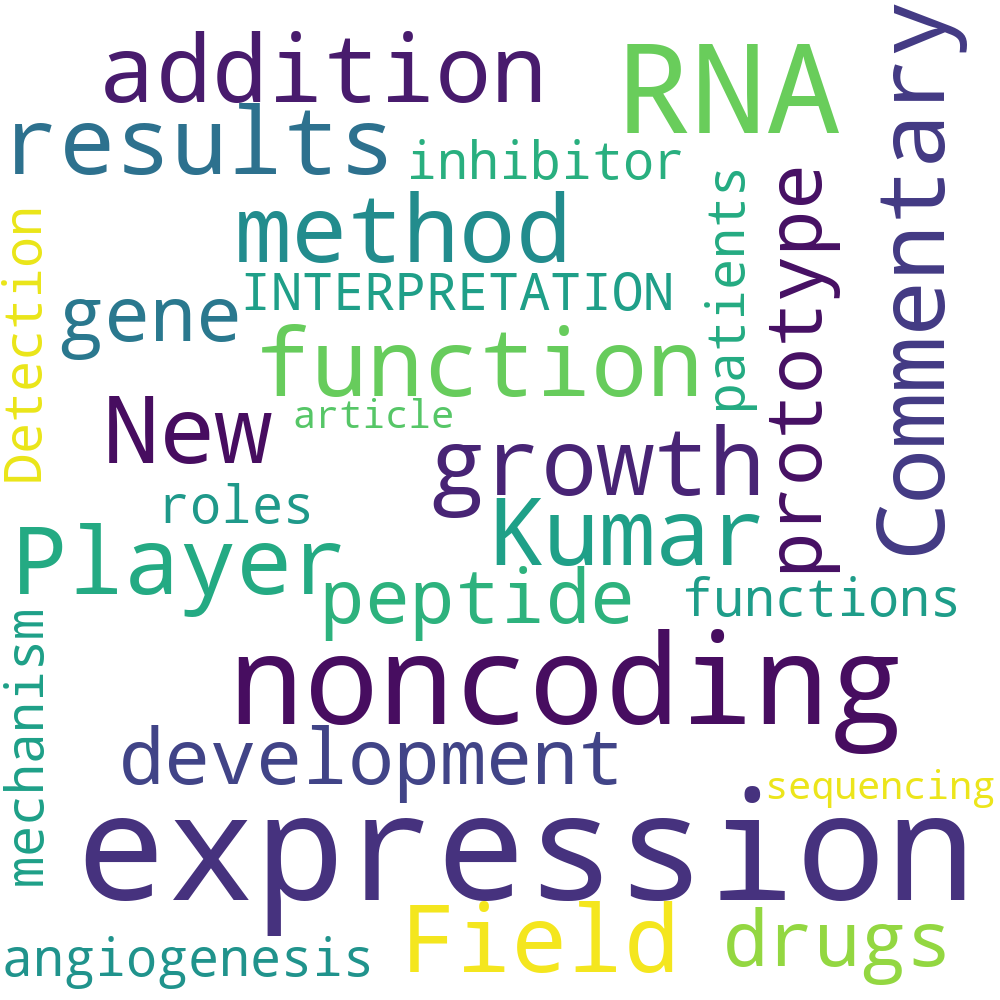 addition
RNA
Commentary
results
inhibitor
method
patients
prototype
Detection
INTERPRETATION
gene
function
article
New
growth
roles
Kumar
Player
peptide
functions
mechanism
noncoding
development
sequencing
expression
Field
drugs
angiogenesis